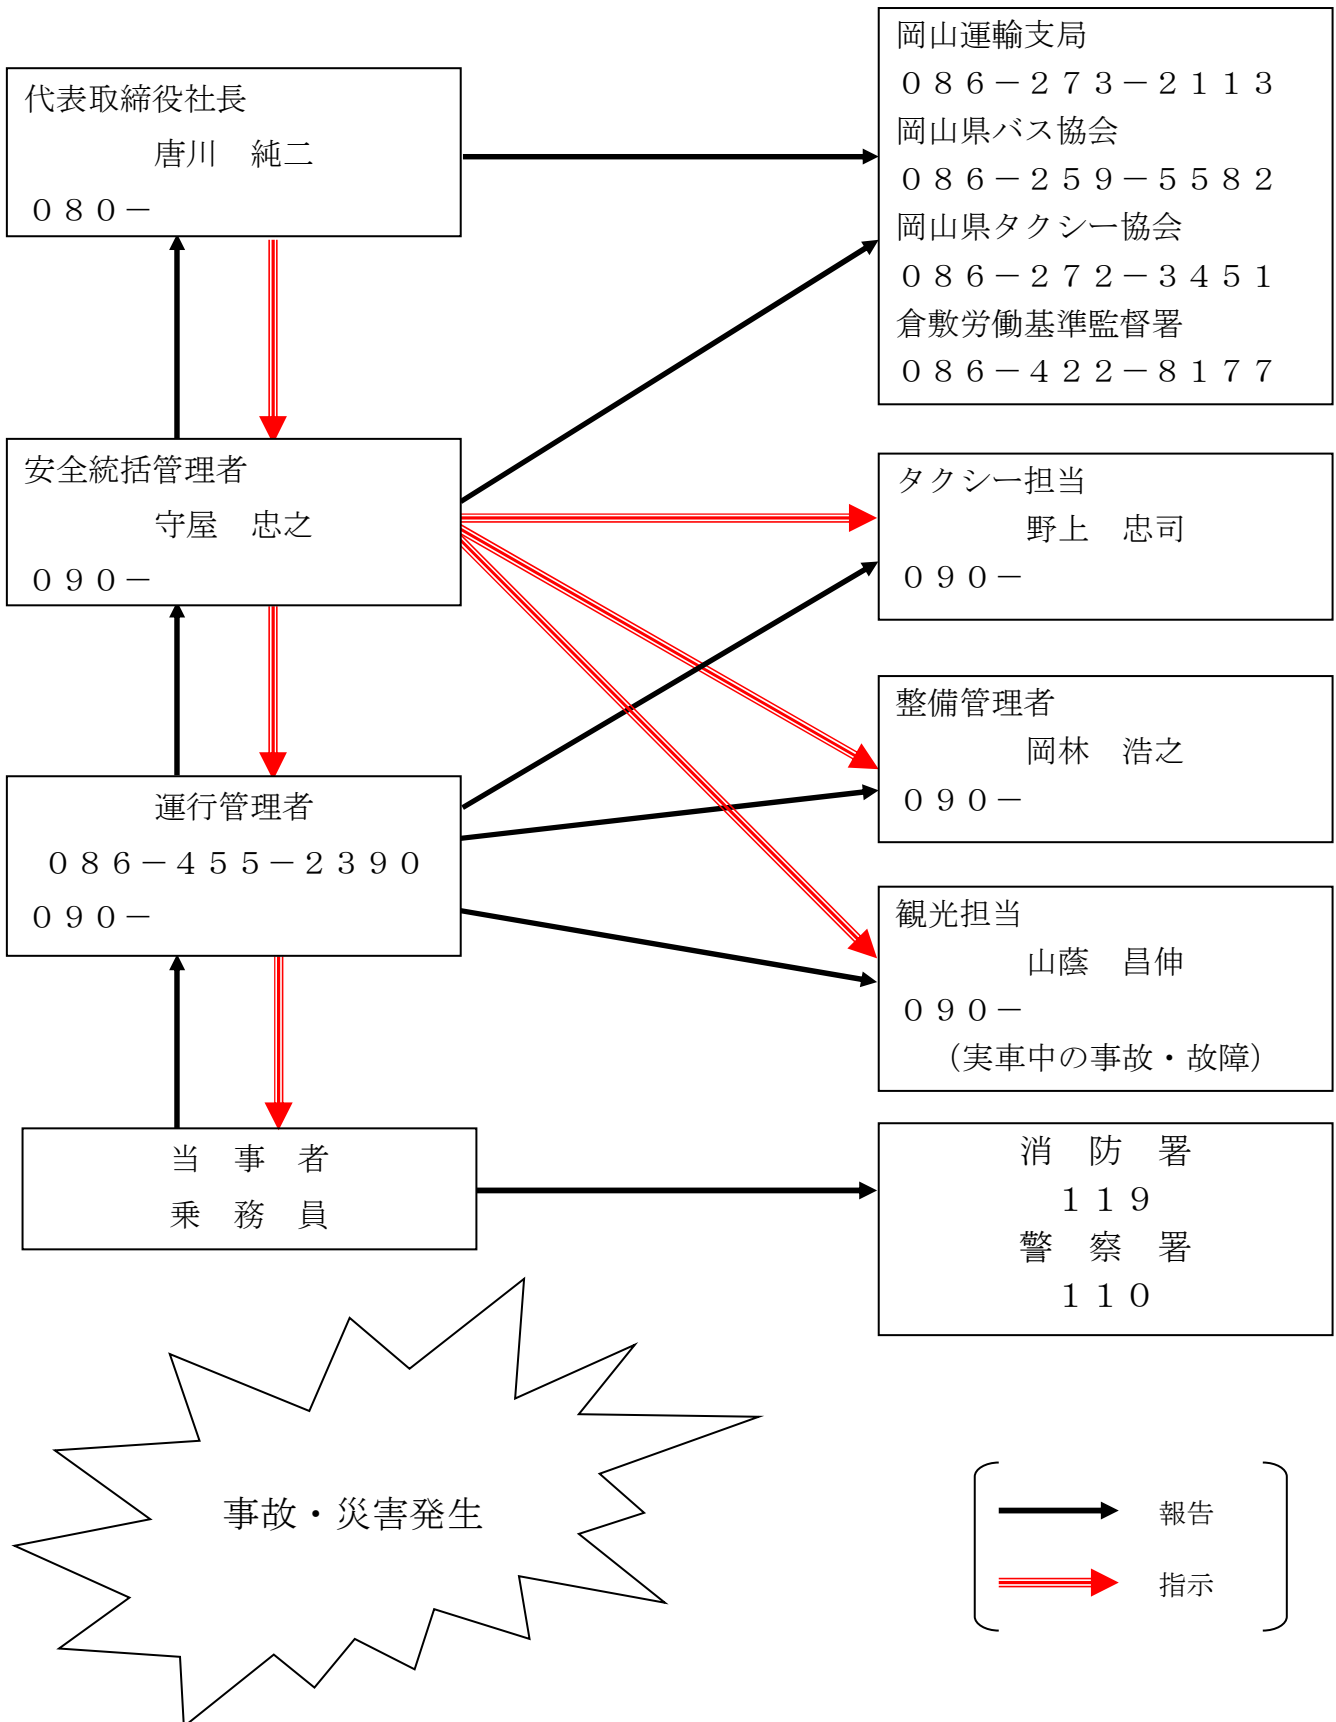 代表取締役社長
唐川　純二
０８０－
安全統括管理者
守屋　忠之
０９０－
運行管理者
０８６－４５５－２３９０
０９０－
当　事　者
乗　務　員
岡山運輸支局
０８６－２７３－２１１３
岡山県バス協会
０８６－２５９－５５８２
岡山県タクシー協会
０８６－２７２－３４５１
倉敷労働基準監督署
０８６－４２２－８１７７
タクシー担当
野上　忠司
０９０－
整備管理者
岡林　浩之
０９０－
観光担当
山蔭　昌伸
０９０－
（実車中の事故・故障）
消　防　署
１１９
警　察　署
１１０
事故・災害発生
報告
指示